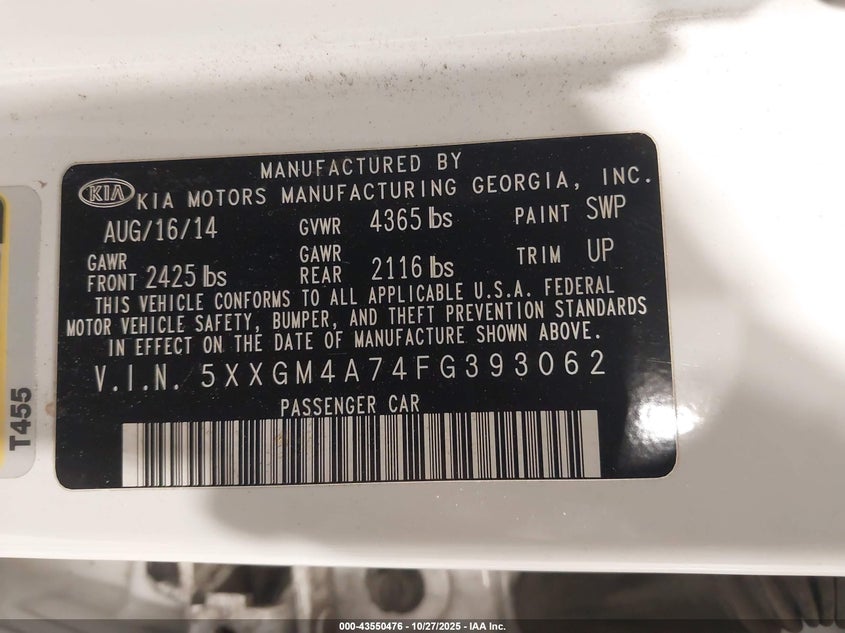 MANUFACTURED BY
KIA KIA MOTORS MANUFACTURING GEORGIA, INC.
AUG/16/14 GVWR 4365 lbs PAINT SWP
GAWR FRONT 2425 lbs GAWR REAR 2116 lbs TRIM UP
THIS VEHICLE CONFORMS TO ALL APPLICABLE U.S.A. FEDERAL
MOTOR VEHICLE SAFETY, BUMPER, AND THEFT PREVENTION STANDARDS
IN EFFECT ON THE DATE OF MANUFACTURE SHOWN ABOVE.
V.I.N. 5XXGM4A74FG393062
PASSENGER CAR
T455
000-43550476 - 10/27/2025 - IAA Inc.